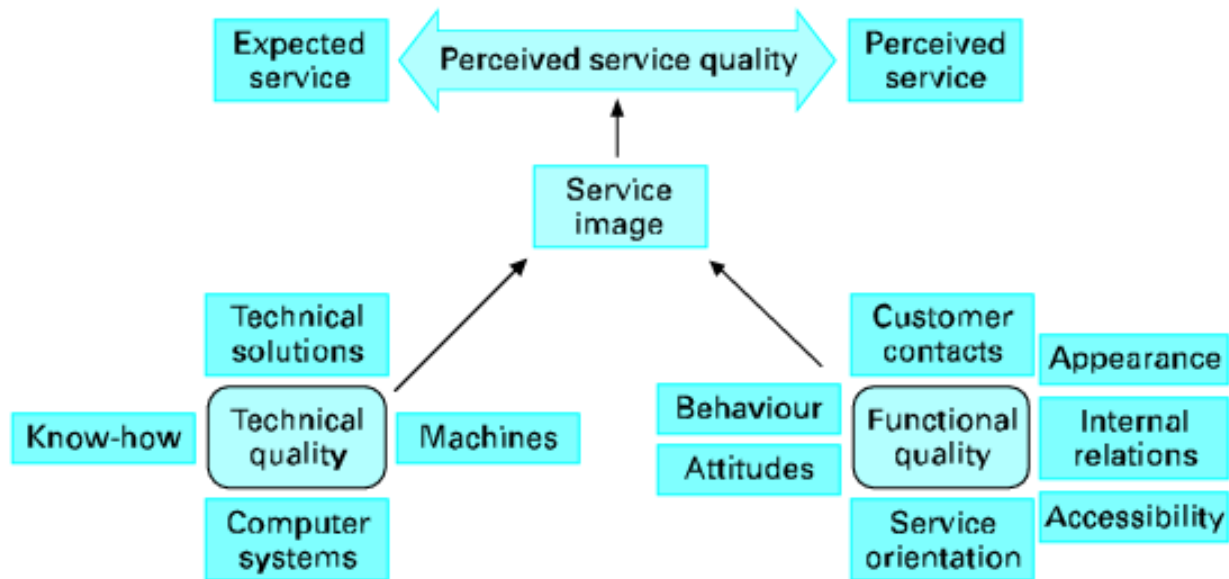 Expected
service
Perceived service quality
Perceived
service
Service
image
Technical
solutions
Know-how
Technical
quality
Machines
Computer
systems
Customer
contacts
Appearance
Behaviour
Functional
quality
Internal
relations
Attitudes
Service
orientation
Accessibility